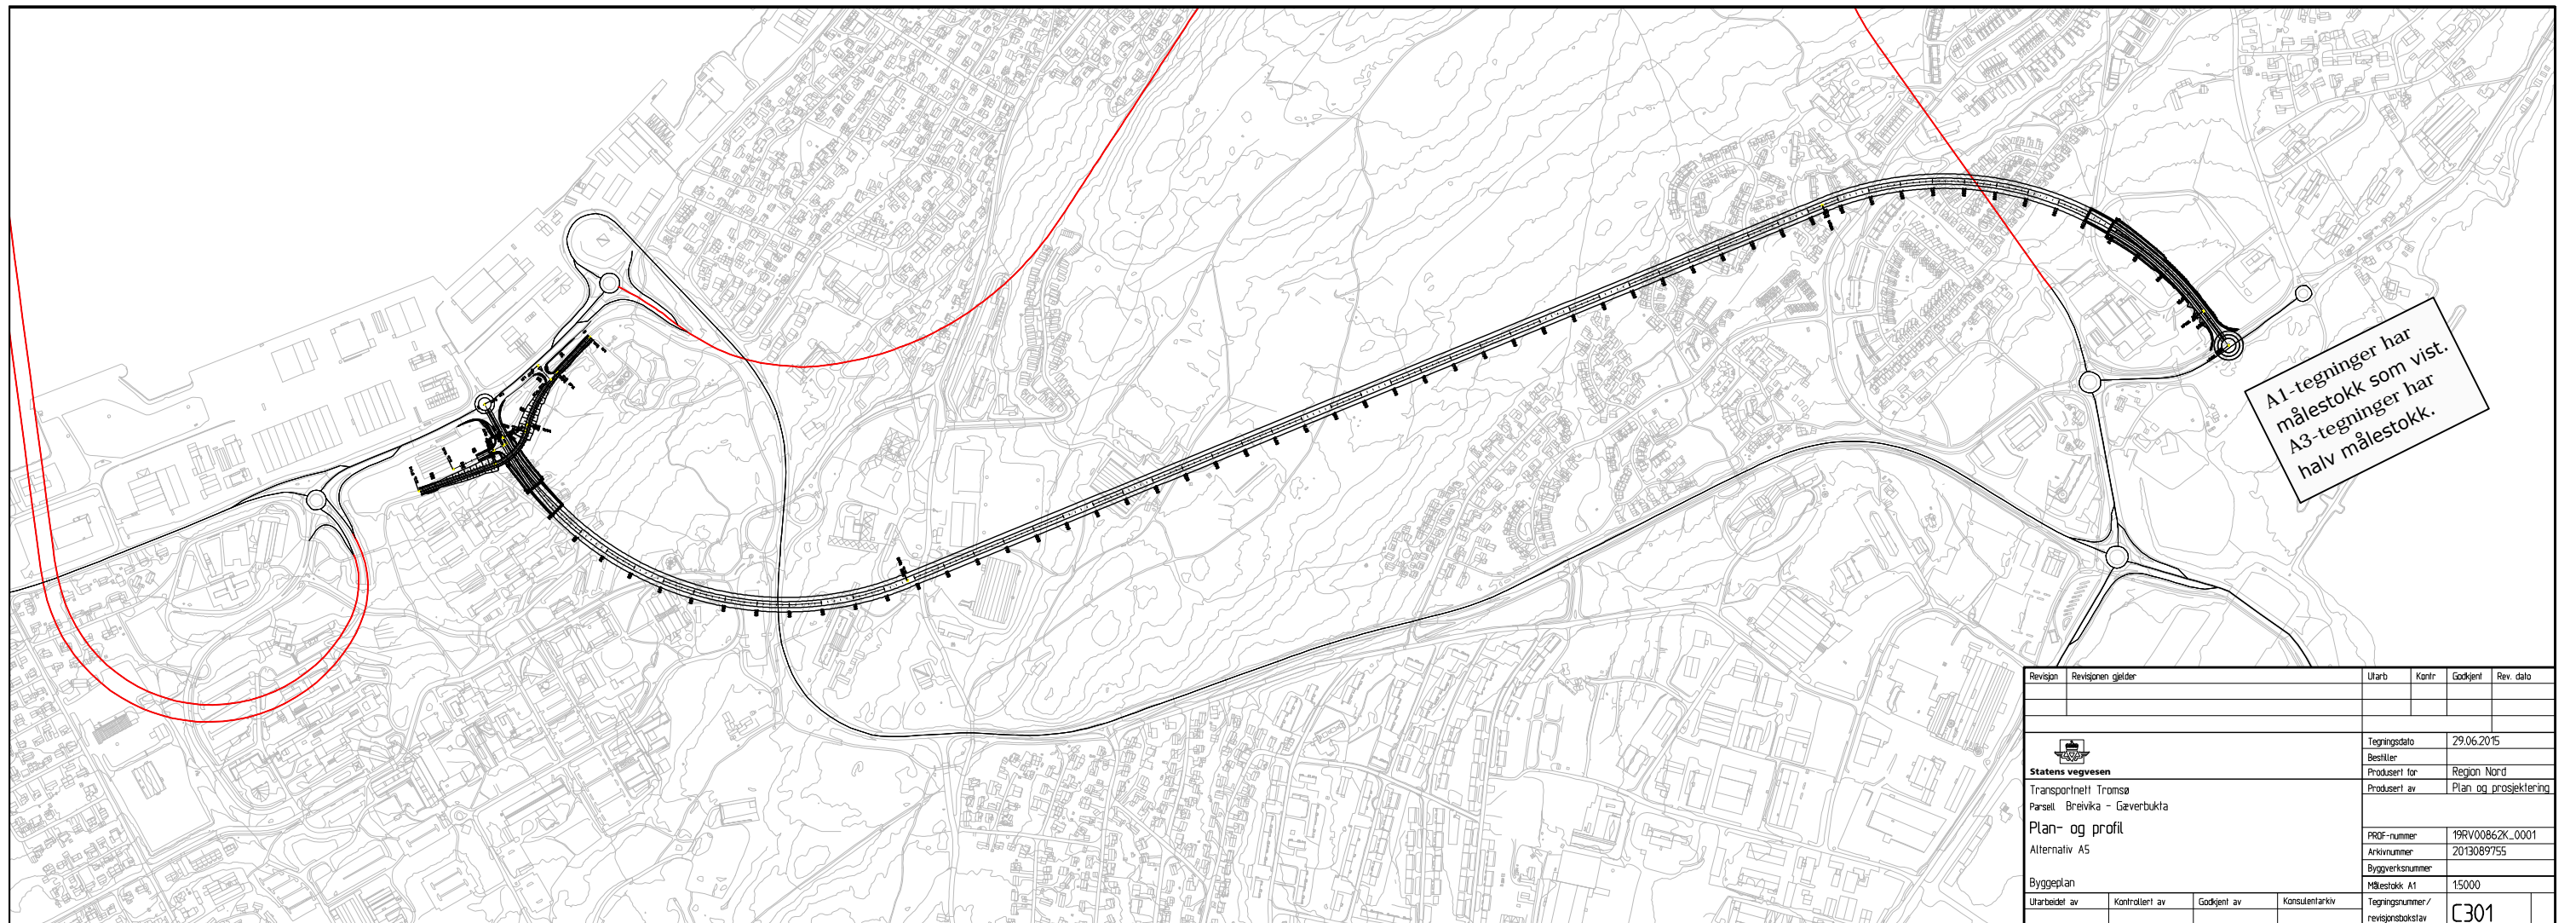 A1-tegninger har
målestokk som vist.
A3-tegninger har
halv målestokk.
Revisjon Revisjonen gjelder Utarb Kontr Godkjent Rev. dato
Statens vegvesen
Tegningsdato 29.06.2015
Bestiller
Produsert for Region Nord
Produsert av Plan og prosjektering
Transportnett Tromsø
Parsell Breivika - Gæverbukta
Plan- og profil
Alternativ A5
Byggeplan
PROF-nummer 19RV00862K_0001
Arkivnummer 2013089755
Byggverksnummer
Målestokk A1 1:5000
Utarbeidet av Kontrollert av Godkjent av Konsulentarkiv
Tegningsnummer/
revisjonsbokstav C301